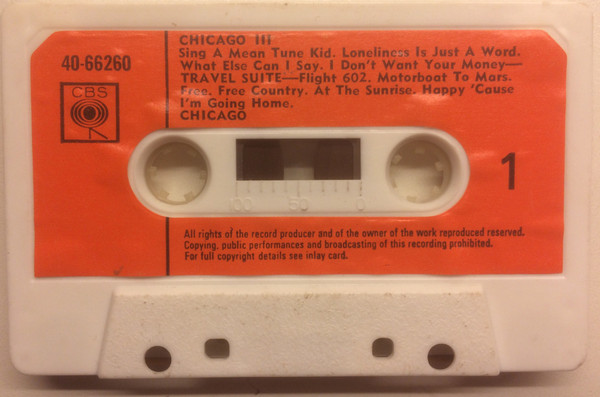 CHICAGO III
Sing A Mean Tune Kid. Loneliness Is Just A Word.
What Else Can I Say. I Don't Want Your Money—
TRAVEL SUITE—Flight 602. Motorboat To Mars.
Free. Free Country. At The Sunrise. Happy 'Cause
I'm Going Home.
CHICAGO
40-66260
CBS
1
100 50 0
All rights of the record producer and of the owner of the work reproduced reserved.
Copying, public performances and broadcasting of this recording prohibited.
For full copyright details see inlay card.